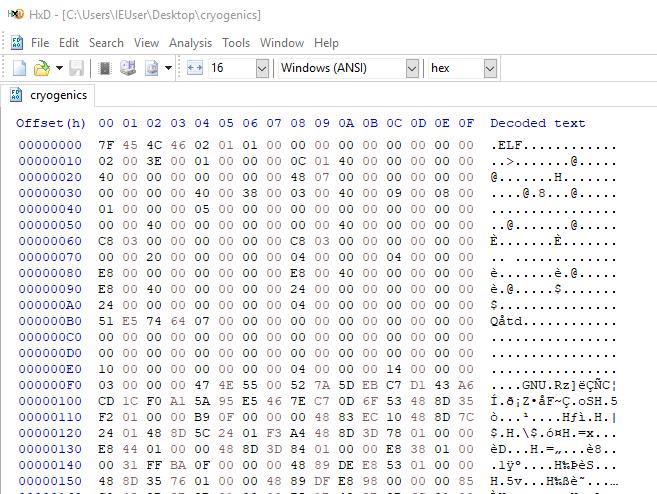 HxD - [C:\Users\IEUser\Desktop\cryogenics]
File Edit Search View Analysis Tools Window Help
16 Windows (ANSI) hex
cryogenics
Offset(h) 00 01 02 03 04 05 06 07 08 09 0A 0B 0C 0D 0E 0F Decoded text
00000000 7F 45 4C 46 02 01 01 00 00 00 00 00 00 00 00 00 .ELF............
00000010 02 00 3E 00 01 00 00 00 0C 01 40 00 00 00 00 00 ..>.......@.....
00000020 40 00 00 00 00 00 00 00 48 07 00 00 00 00 00 00 @.......H.......
00000030 00 00 00 00 40 00 38 00 03 00 40 00 09 00 08 00 ....@.8...@.....
00000040 01 00 00 00 05 00 00 00 00 00 00 00 00 00 00 00 ................
00000050 00 00 40 00 00 00 00 00 00 00 40 00 00 00 00 00 ..@.......@.....
00000060 C8 03 00 00 00 00 00 00 C8 03 00 00 00 00 00 00 È.......È.......
00000070 00 00 20 00 00 00 00 00 04 00 00 00 04 00 00 00 .. .............
00000080 E8 00 00 00 00 00 00 00 E8 00 40 00 00 00 00 00 è.......è.@.....
00000090 E8 00 40 00 00 00 00 00 24 00 00 00 00 00 00 00 è.@.....$.......
000000A0 24 00 00 00 00 00 00 00 04 00 00 00 00 00 00 00 $...............
000000B0 51 E5 74 64 07 00 00 00 00 00 00 00 00 00 00 00 Qåtd............
000000C0 00 00 00 00 00 00 00 00 00 00 00 00 00 00 00 00 ................
000000D0 00 00 00 00 00 00 00 00 00 00 00 00 00 00 00 00 ................
000000E0 10 00 00 00 00 00 00 00 04 00 00 00 14 00 00 00 ................
000000F0 03 00 00 00 47 4E 55 00 52 7A 5D EB C7 D1 43 A6 ....GNU.Rz]ëÇÑC¦
00000100 CD 1C F0 A1 5A 95 E5 46 7E C7 0D 6F 53 48 8D 35 Í.ð¡Z•åF~Ç.oSH.5
00000110 F2 01 00 00 B9 0F 00 00 00 48 83 EC 10 48 8D 7C ò...¹....Hƒì.H.|
00000120 24 01 48 8D 5C 24 01 F3 A4 48 8D 3D 78 01 00 00 $.H.\$.ó¤H.=x...
00000130 E8 44 01 00 00 48 8D 3D 84 01 00 00 E8 38 01 00 èD...H.=„...è8..
00000140 00 31 FF BA 0F 00 00 00 48 89 DE E8 53 01 00 00 .1ÿº....H‰ÞèS...
00000150 48 8D 35 76 01 00 00 48 89 DF E8 98 00 00 00 85 H.5v...H‰ßè˜...